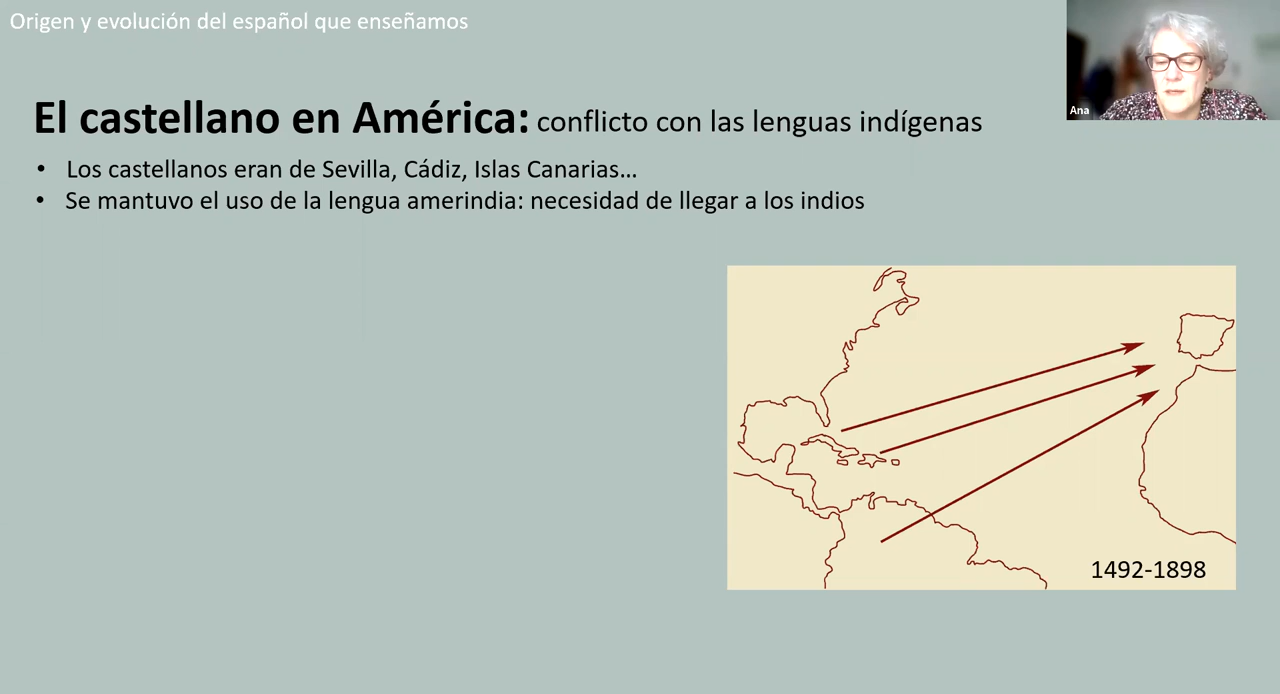 Origen y evolución del español que enseñamos
Ana
El castellano en América: conflicto con las lenguas indígenas
• Los castellanos eran de Sevilla, Cádiz, Islas Canarias...
• Se mantuvo el uso de la lengua amerindia: necesidad de llegar a los indios
1492-1898